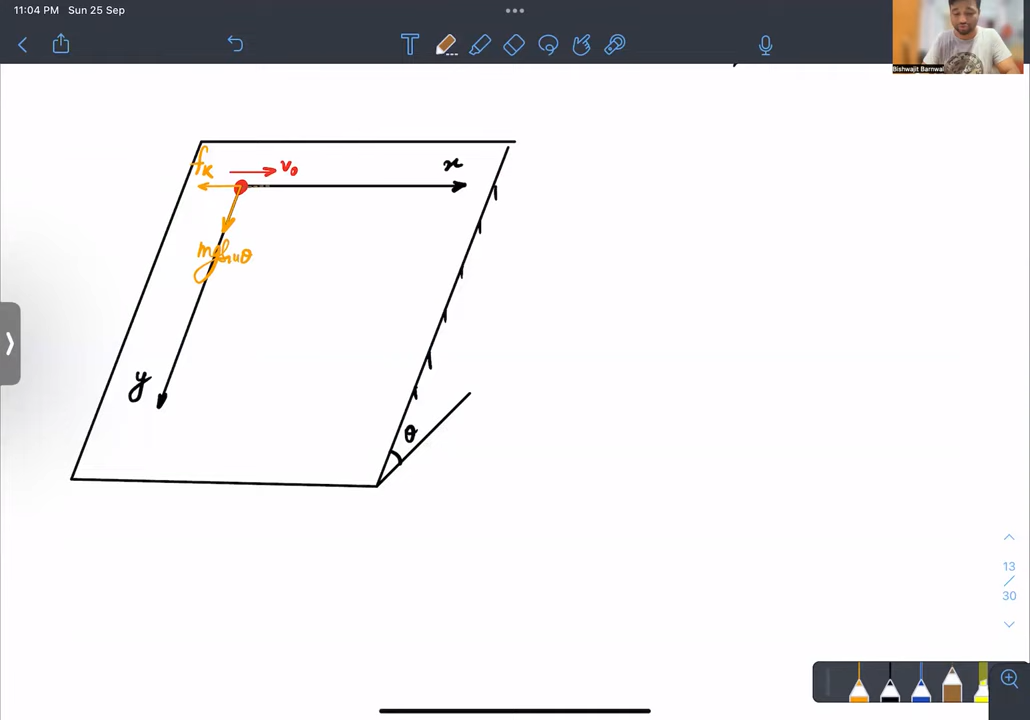 11:04 PM Sun 25 Sep
T
Bishwajit Barnwal
fk
v₀
x
mg sinθ
y
θ
13
/
30